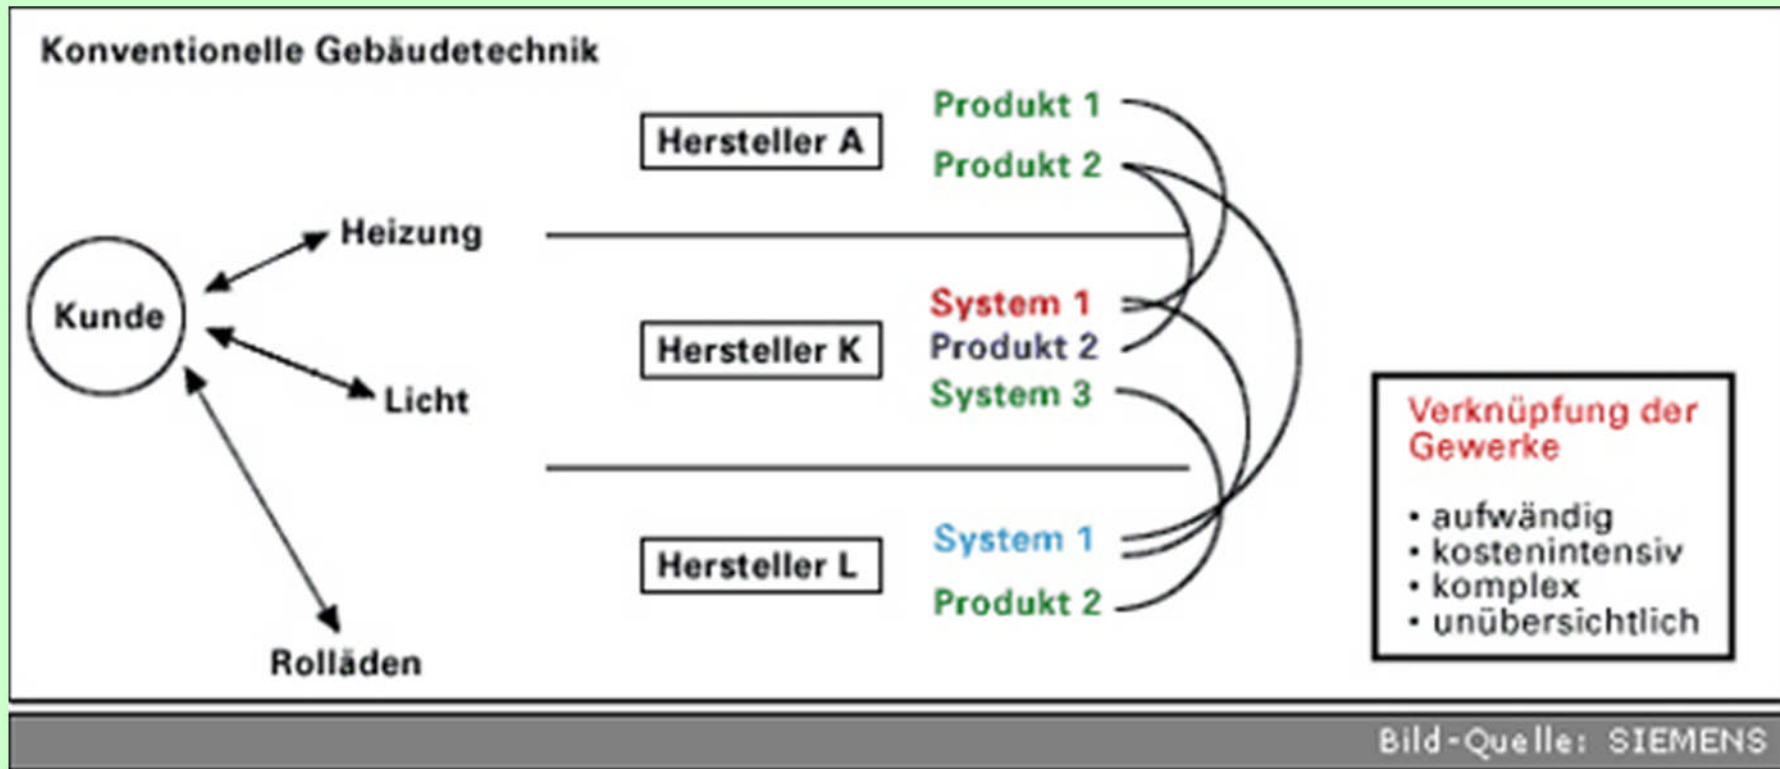 Konventionelle Gebäudetechnik
Kunde
Heizung
Licht
Rolläden
Hersteller A
Produkt 1
Produkt 2
Hersteller K
System 1
Produkt 2
System 3
Hersteller L
System 1
Produkt 2
Verknüpfung der
Gewerke
• aufwändig
• kostenintensiv
• komplex
• unübersichtlich
Bild-Quelle: SIEMENS